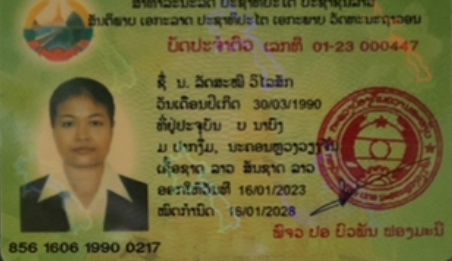 ສາທາລະນະລັດ ປະຊາທິປະໄຕ ປະຊາຊົນລາວ
ສັນຕິພາບ ເອກະລາດ ປະຊາທິປະໄຕ ເອກະພາບ ວັດທະນະຖາວອນ
ບັດປະຈຳຕົວ ເລກທີ 01-23 000447
ຊື່ ນ. ລັດສະໝີ ວິໄລສັກ
ວັນເດືອນປີເກີດ 30/03/1990
ທີ່ຢູ່ປະຈຸບັນ ບ ນາບົງ
ມ ປາກງື່ມ, ນະຄອນຫຼວງວຽງຈັນ
ເຊື້ອຊາດ ລາວ ສັນຊາດ ລາວ
ອອກໃຫ້ວັນທີ 16/01/2023
ໝົດກຳນົດ 16/01/2028
ພັຈວ ປອ ບົວພັນ ຟອງມະນີ
856 1606 1990 0217